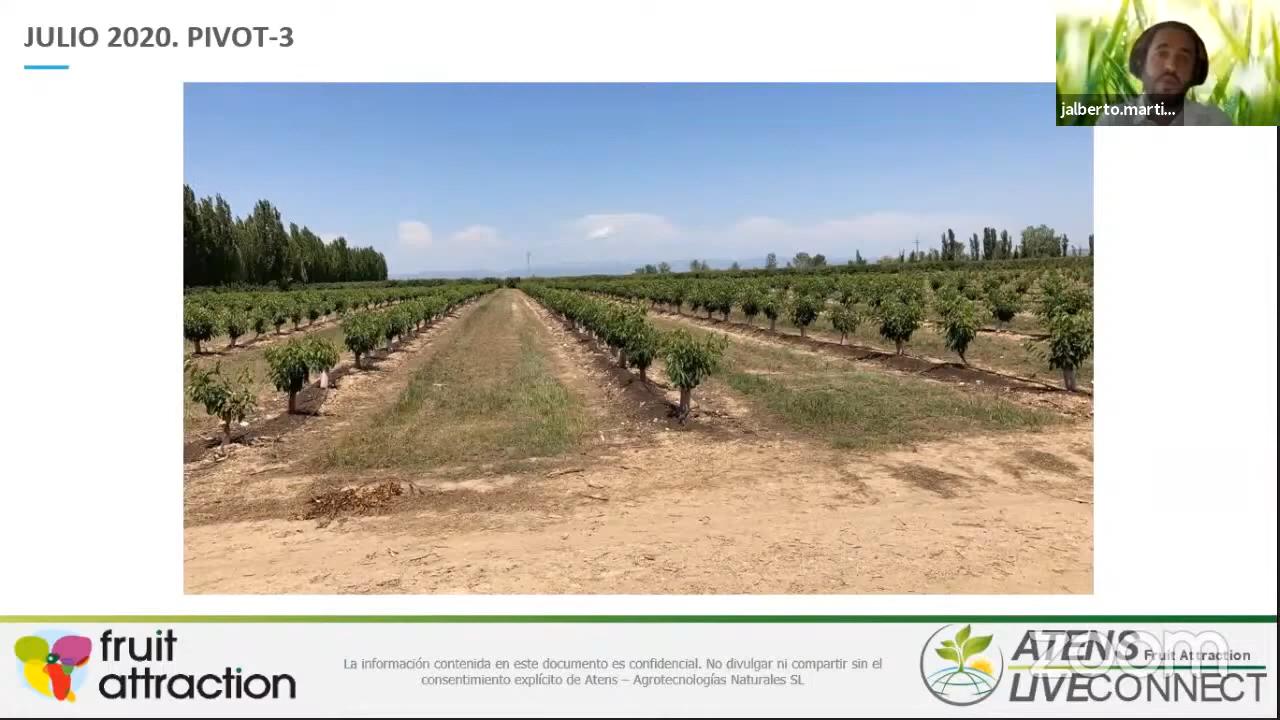 JULIO 2020. PIVOT-3
jalberto.marti...
fruit
attraction
La información contenida en este documento es confidencial. No divulgar ni compartir sin el
consentimiento explícito de Atens – Agrotecnologías Naturales SL
ATENS Fruit Attraction
LIVECONNECT
zoom